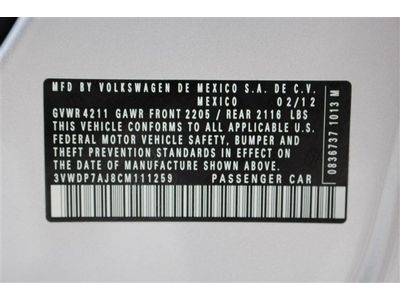 MFD BY VOLKSWAGEN DE MEXICO S.A. DE C.V.
MEXICO 02/12
GVWR 4211 GAWR FRONT 2205 / REAR 2116 LBS
THIS VEHICLE CONFORMS TO ALL APPLICABLE U.S.
FEDERAL MOTOR VEHICLE SAFETY, BUMPER AND
THEFT PREVENTION STANDARDS IN EFFECT ON THE
DATE OF MANUFACTURE SHOWN ABOVE.
3VWDP7AJ8CM111259 PASSENGER CAR
0836737 1013 M